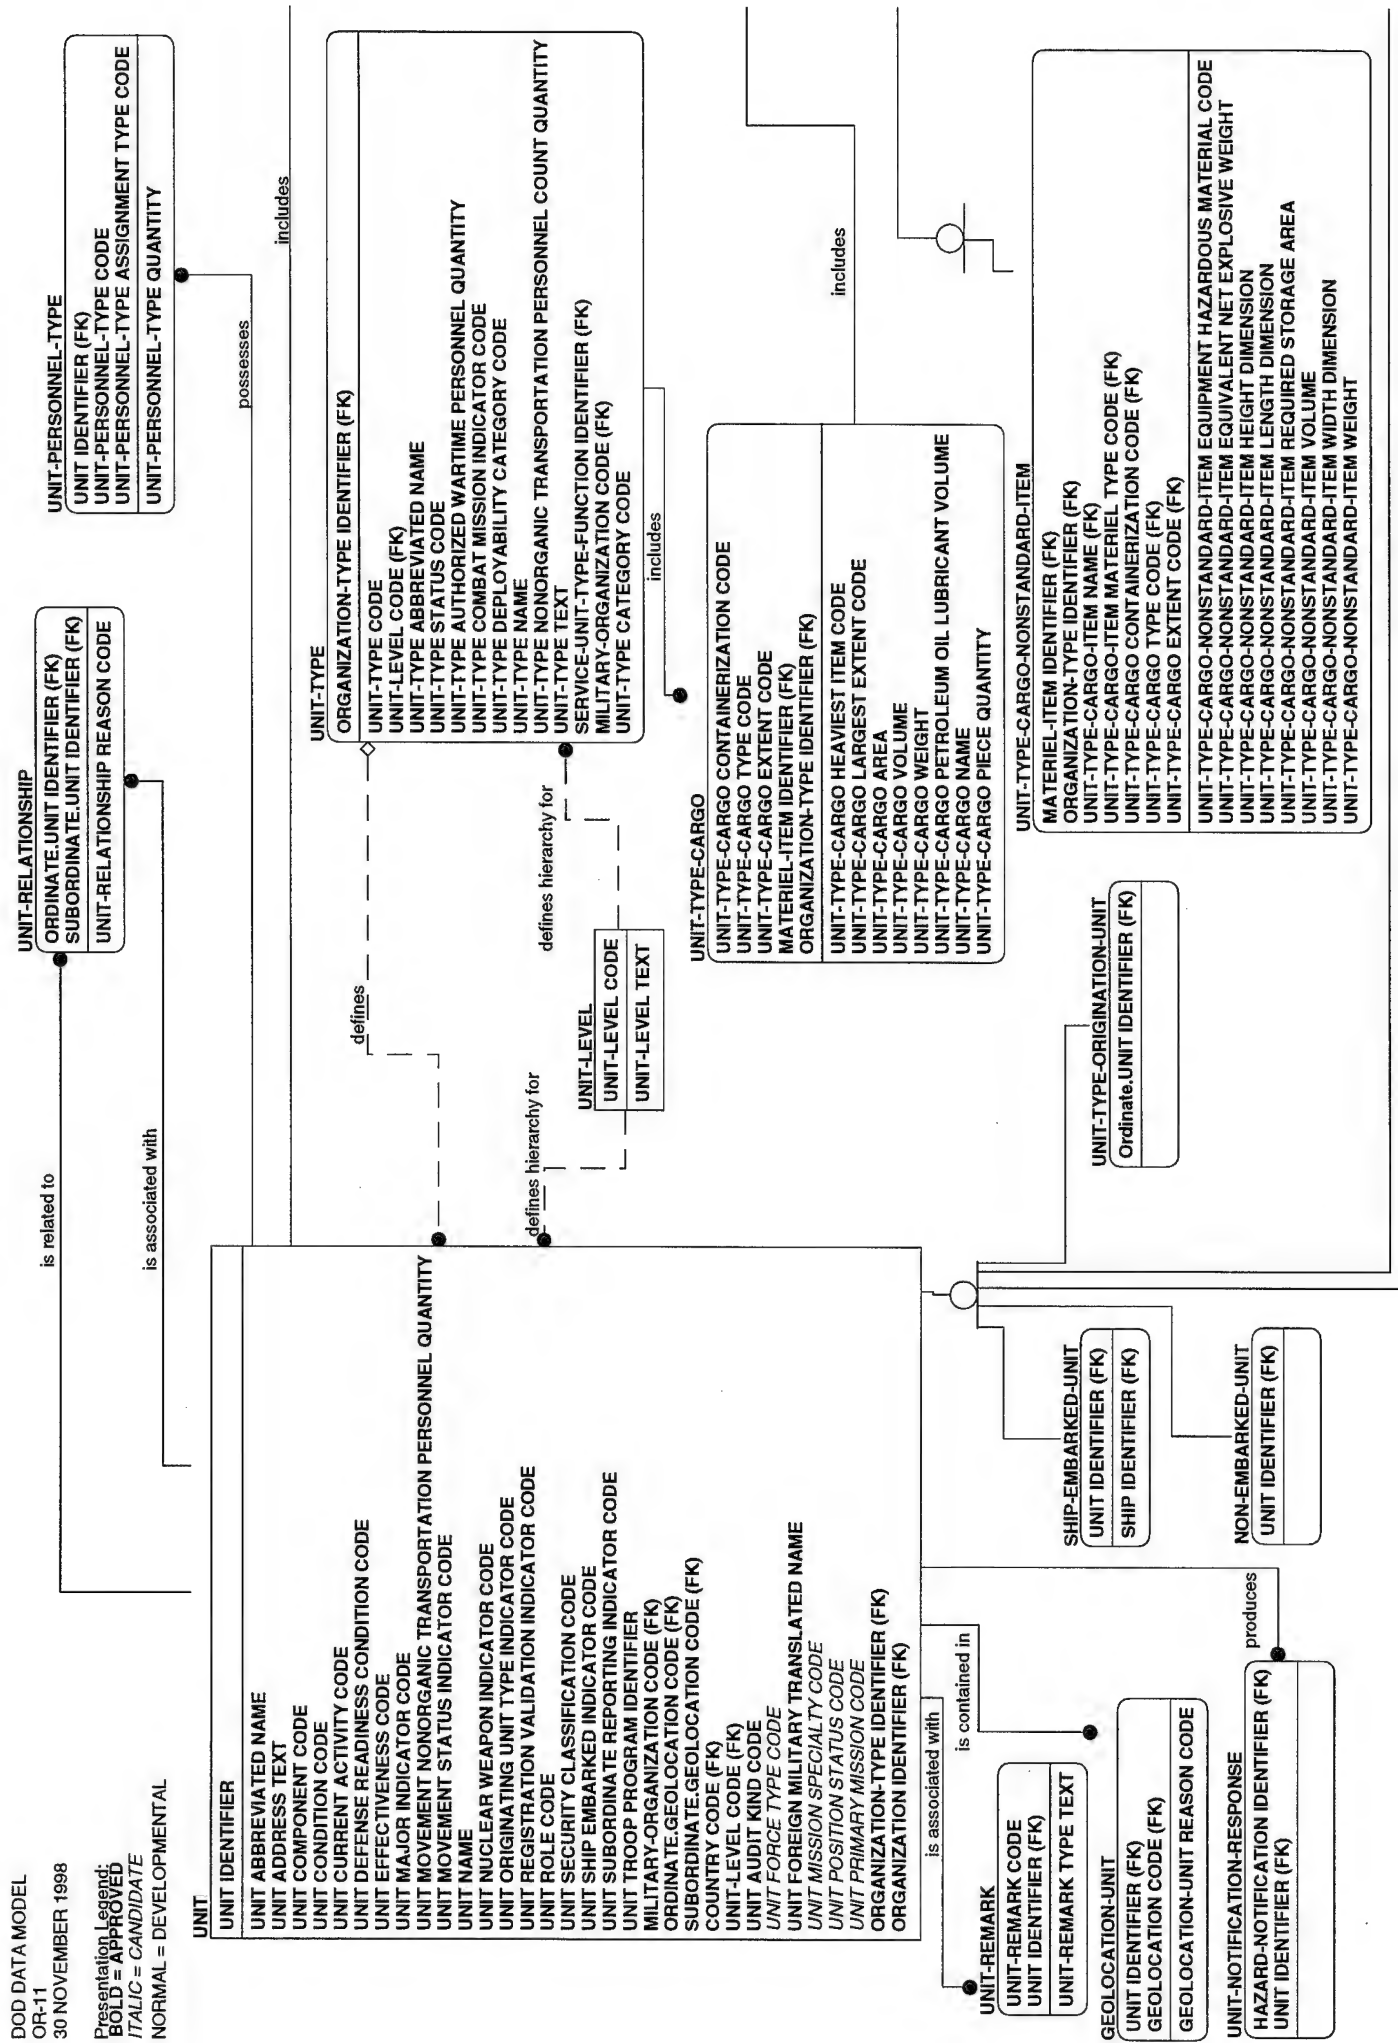 DOD DATA MODEL
OR-11
30 NOVEMBER 1998
Presentation Legend:
BOLD = APPROVED
ITALIC = CANDIDATE
NORMAL = DEVELOPMENTAL
is related to
is associated with
UNIT-RELATIONSHIP
ORDINATE.UNIT IDENTIFIER (FK)
SUBORDINATE.UNIT IDENTIFIER (FK)
UNIT-RELATIONSHIP REASON CODE
UNIT-PERSONNEL-TYPE
UNIT IDENTIFIER (FK)
UNIT-PERSONNEL-TYPE CODE
UNIT-PERSONNEL-TYPE ASSIGNMENT TYPE CODE
UNIT-PERSONNEL-TYPE QUANTITY
possesses
includes
UNIT
UNIT IDENTIFIER
UNIT ABBREVIATED NAME
UNIT ADDRESS TEXT
UNIT COMPONENT CODE
UNIT CONDITION CODE
UNIT CURRENT ACTIVITY CODE
UNIT DEFENSE READINESS CONDITION CODE
UNIT EFFECTIVENESS CODE
UNIT MAJOR INDICATOR CODE
UNIT MOVEMENT NONORGANIC TRANSPORTATION PERSONNEL QUANTITY
UNIT MOVEMENT STATUS INDICATOR CODE
UNIT NAME
UNIT NUCLEAR WEAPON INDICATOR CODE
UNIT ORIGINATING UNIT TYPE INDICATOR CODE
UNIT REGISTRATION VALIDATION INDICATOR CODE
UNIT ROLE CODE
UNIT SECURITY CLASSIFICATION CODE
UNIT SHIP EMBARKED INDICATOR CODE
UNIT SUBORDINATE REPORTING INDICATOR CODE
UNIT TROOP PROGRAM IDENTIFIER
MILITARY-ORGANIZATION CODE (FK)
ORDINATE.GEOLOCATION CODE (FK)
SUBORDINATE.GEOLOCATION CODE (FK)
COUNTRY CODE (FK)
UNIT-LEVEL CODE (FK)
UNIT AUDIT KIND CODE
UNIT FORCE TYPE CODE
UNIT FOREIGN MILITARY TRANSLATED NAME
UNIT MISSION SPECIALTY CODE
UNIT POSITION STATUS CODE
UNIT PRIMARY MISSION CODE
ORGANIZATION-TYPE IDENTIFIER (FK)
ORGANIZATION IDENTIFIER (FK)
defines
defines hierarchy for
UNIT-LEVEL
UNIT-LEVEL CODE
UNIT-LEVEL TEXT
defines hierarchy for
UNIT-TYPE
ORGANIZATION-TYPE IDENTIFIER (FK)
UNIT-TYPE CODE
UNIT-LEVEL CODE (FK)
UNIT-TYPE ABBREVIATED NAME
UNIT-TYPE STATUS CODE
UNIT-TYPE AUTHORIZED WARTIME PERSONNEL QUANTITY
UNIT-TYPE COMBAT MISSION INDICATOR CODE
UNIT-TYPE DEPLOYABILITY CATEGORY CODE
UNIT-TYPE NAME
UNIT-TYPE NONORGANIC TRANSPORTATION PERSONNEL COUNT QUANTITY
UNIT-TYPE TEXT
SERVICE-UNIT-TYPE-FUNCTION IDENTIFIER (FK)
MILITARY-ORGANIZATION CODE (FK)
UNIT-TYPE CATEGORY CODE
includes
UNIT-TYPE-CARGO
UNIT-TYPE-CARGO CONTAINERIZATION CODE
UNIT-TYPE-CARGO TYPE CODE
UNIT-TYPE-CARGO EXTENT CODE
MATERIEL-ITEM IDENTIFIER (FK)
ORGANIZATION-TYPE IDENTIFIER (FK)
UNIT-TYPE-CARGO HEAVIEST ITEM CODE
UNIT-TYPE-CARGO LARGEST EXTENT CODE
UNIT-TYPE-CARGO AREA
UNIT-TYPE-CARGO VOLUME
UNIT-TYPE-CARGO WEIGHT
UNIT-TYPE-CARGO PETROLEUM OIL LUBRICANT VOLUME
UNIT-TYPE-CARGO NAME
UNIT-TYPE-CARGO PIECE QUANTITY
includes
UNIT-REMARK
UNIT-REMARK CODE
UNIT IDENTIFIER (FK)
UNIT-REMARK TYPE TEXT
is associated with
is contained in
GEOLOCATION-UNIT
UNIT IDENTIFIER (FK)
GEOLOCATION CODE (FK)
GEOLOCATION-UNIT REASON CODE
UNIT-NOTIFICATION-RESPONSE
HAZARD-NOTIFICATION IDENTIFIER (FK)
UNIT IDENTIFIER (FK)
produces
SHIP-EMBARKED-UNIT
UNIT IDENTIFIER (FK)
SHIP IDENTIFIER (FK)
NON-EMBARKED-UNIT
UNIT IDENTIFIER (FK)
UNIT-TYPE-ORIGINATION-UNIT
Ordinate.UNIT IDENTIFIER (FK)
UNIT-TYPE-CARGO-NONSTANDARD-ITEM
MATERIEL-ITEM IDENTIFIER (FK)
ORGANIZATION-TYPE IDENTIFIER (FK)
UNIT-TYPE-CARGO-ITEM NAME (FK)
UNIT-TYPE-CARGO-ITEM MATERIEL TYPE CODE (FK)
UNIT-TYPE-CARGO CONTAINERIZATION CODE (FK)
UNIT-TYPE-CARGO TYPE CODE (FK)
UNIT-TYPE-CARGO EXTENT CODE (FK)
UNIT-TYPE-CARGO-NONSTANDARD-ITEM EQUIPMENT HAZARDOUS MATERIAL CODE
UNIT-TYPE-CARGO-NONSTANDARD-ITEM EQUIVALENT NET EXPLOSIVE WEIGHT
UNIT-TYPE-CARGO-NONSTANDARD-ITEM HEIGHT DIMENSION
UNIT-TYPE-CARGO-NONSTANDARD-ITEM LENGTH DIMENSION
UNIT-TYPE-CARGO-NONSTANDARD-ITEM REQUIRED STORAGE AREA
UNIT-TYPE-CARGO-NONSTANDARD-ITEM VOLUME
UNIT-TYPE-CARGO-NONSTANDARD-ITEM WIDTH DIMENSION
UNIT-TYPE-CARGO-NONSTANDARD-ITEM WEIGHT